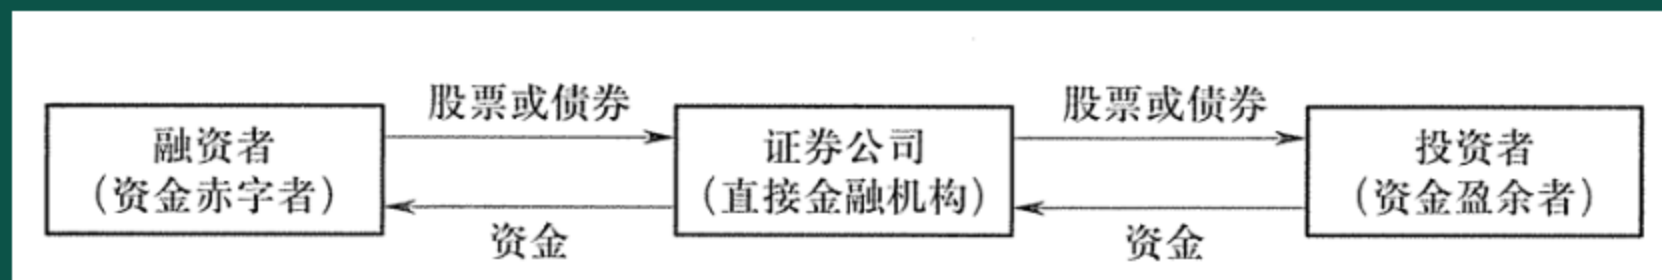 股票或债券
股票或债券
融资者
（资金赤字者）
证券公司
（直接金融机构）
投资者
（资金盈余者）
资金
资金